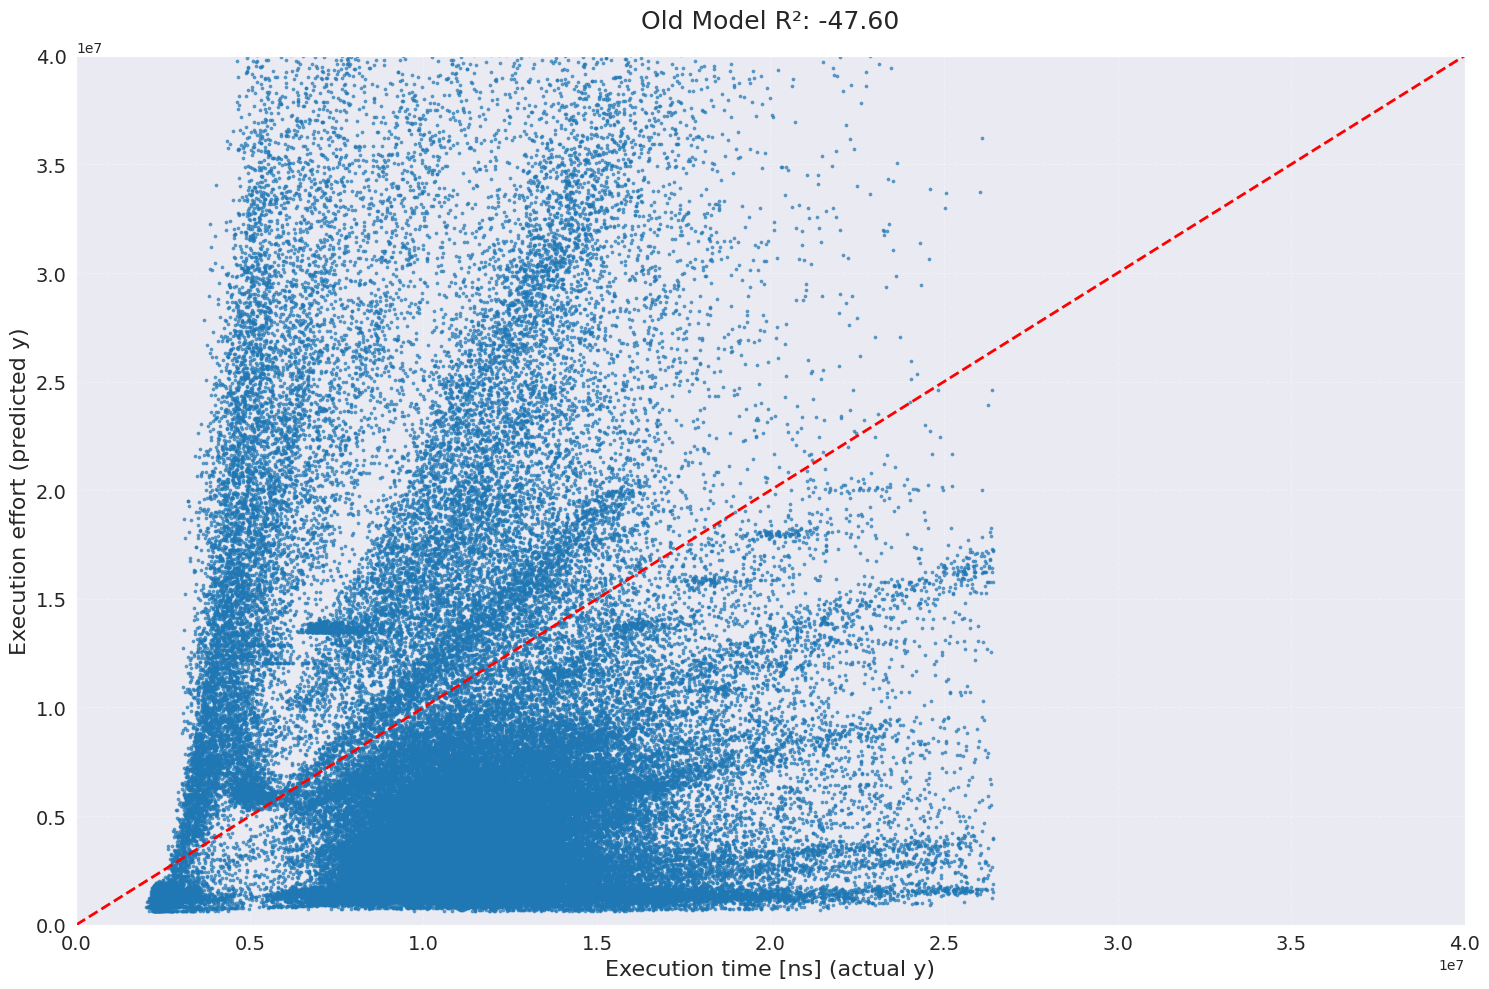 Old Model R²: -47.60
1e7
4.0
3.5
3.0
2.5
2.0
1.5
1.0
0.5
0.0
Execution effort (predicted y)
0.0 0.5 1.0 1.5 2.0 2.5 3.0 3.5 4.0
Execution time [ns] (actual y)
1e7